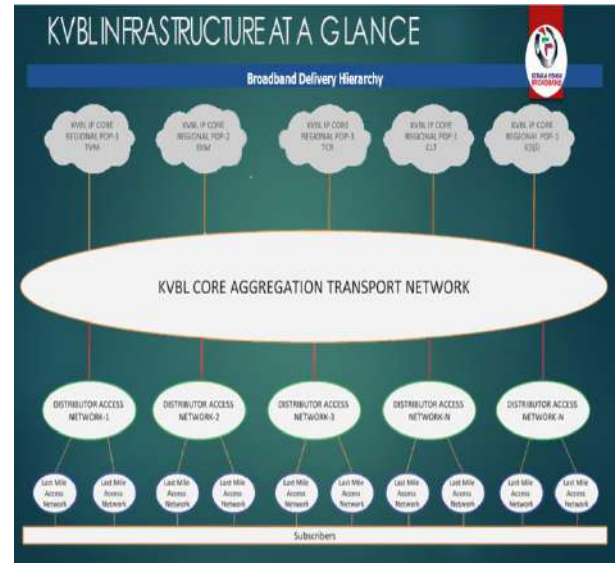 KVBL INFRASTRUCTURE AT A GLANCE
KERALA VISION
BROADBAND
Broadband Delivery Hierarchy
KVBL IP CORE
REGIONAL POP-1
TVM
KVBL IP CORE
REGIONAL POP-2
EKM
KVBL IP CORE
REGIONAL POP-3
TCR
KVBL IP CORE
REGIONAL POP-1
CLT
KVBL IP CORE
REGIONAL POP-1
KVBL CORE AGGREGATION TRANSPORT NETWORK
DISTRIBUTOR ACCESS
NETWORK-1
DISTRIBUTOR ACCESS
NETWORK-2
DISTRIBUTOR ACCESS
NETWORK-3
DISTRIBUTOR ACCESS
NETWORK-N
DISTRIBUTOR ACCESS
NETWORK-N
Last Mile
Access
Network
Last Mile
Access
Network
Last Mile
Access
Network
Last Mile
Access
Network
Last Mile
Access
Network
Last Mile
Access
Network
Last Mile
Access
Network
Last Mile
Access
Network
Last Mile
Access
Network
Last Mile
Access
Network
Subscribers